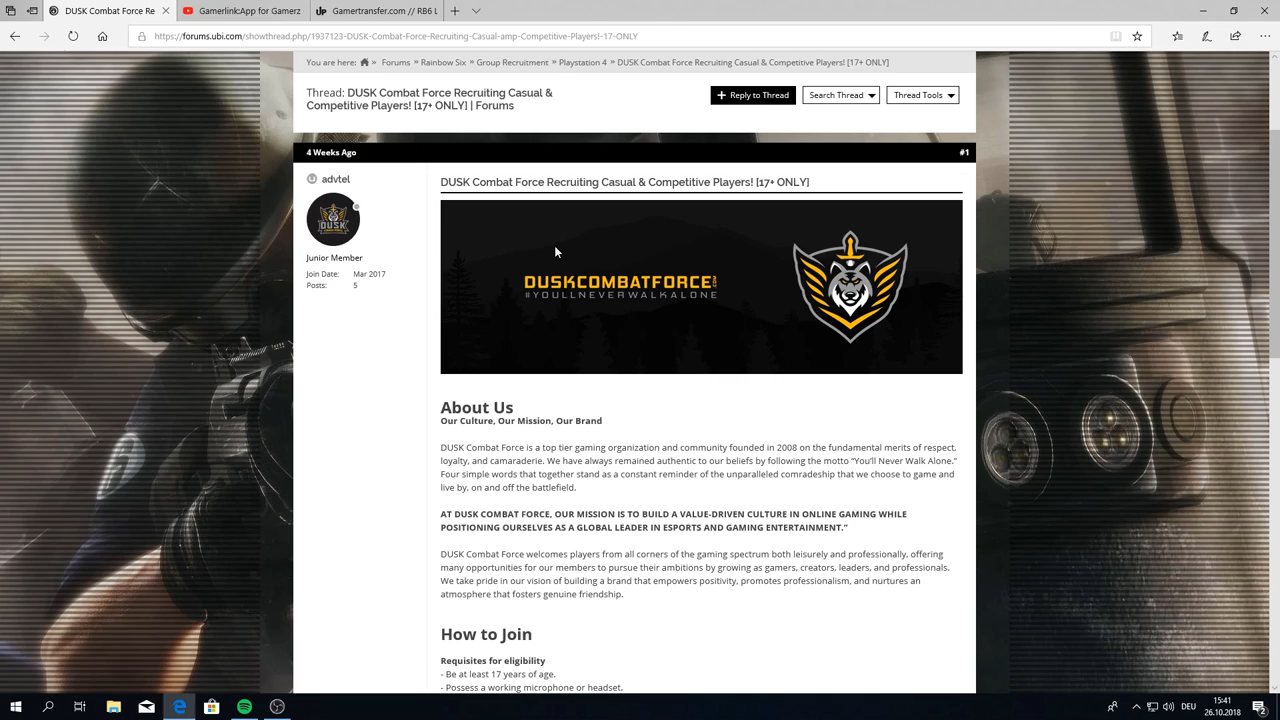 DUSK Combat Force Re
Gamerlink:App for Gamerz
Gamertransfer.com // RB6 L
https://forums.ubi.com/showthread.php/1937123-DUSK-Combat-Force-Recruiting-Casual-amp-Competitive-Players!-17-ONLY
You are here: » Forums » Rainbow Six » Group Recruitment » Playstation 4 » DUSK Combat Force Recruiting Casual & Competitive Players! [17+ ONLY]
Thread: DUSK Combat Force Recruiting Casual &
Competitive Players! [17+ ONLY] | Forums
Reply to Thread
Search Thread
Thread Tools
4 Weeks Ago
#1
advtel
DUSK
Junior Member
Join Date: Mar 2017
Posts: 5
DUSK Combat Force Recruiting Casual & Competitive Players! [17+ ONLY]
DUSKCOMBATFORCE.COM
#YOULLNEVERWALKALONE
About Us
Our Culture, Our Mission, Our Brand
DUSK Combat Force is a top tier gaming organization and community founded in 2008 on the fundamental merits of respect,
loyalty, and camaraderie. We have always remained authentic to our beliefs by following the motto "You'll Never Walk Alone."
Four simple words that together stand as a constant reminder of the unparalleled comradeship that we choose to game and
live by, on and off the battlefield.
AT DUSK COMBAT FORCE, OUR MISSION IS TO BUILD A VALUE-DRIVEN CULTURE IN ONLINE GAMING WHILE
POSITIONING OURSELVES AS A GLOBAL LEADER IN ESPORTS AND GAMING ENTERTAINMENT."
DUSK Combat Force welcomes players from all corners of the gaming spectrum both leisurely and professionally, offering
many opportunities for our members to pursue their ambitions by growing as gamers, creators, leaders, and professionals.
We take pride in our vision of building a brand that empowers positivity, promotes professionalism, and nurtures an
atmosphere that fosters genuine friendship.
How to Join
Requisites for eligibility
- Be at least 17 years of age.
- Possess a working microphone or headset.
DEU
15:41
26.10.2018
2